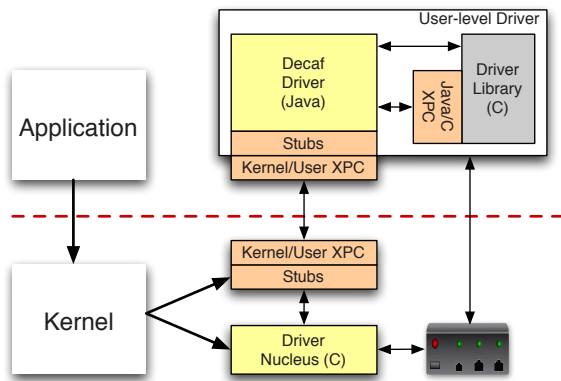 User-level Driver
Decaf
Driver
(Java)
Java/C
XPC
Driver
Library
(C)
Stubs
Kernel/User XPC
Application
Kernel/User XPC
Stubs
Kernel
Driver
Nucleus (C)